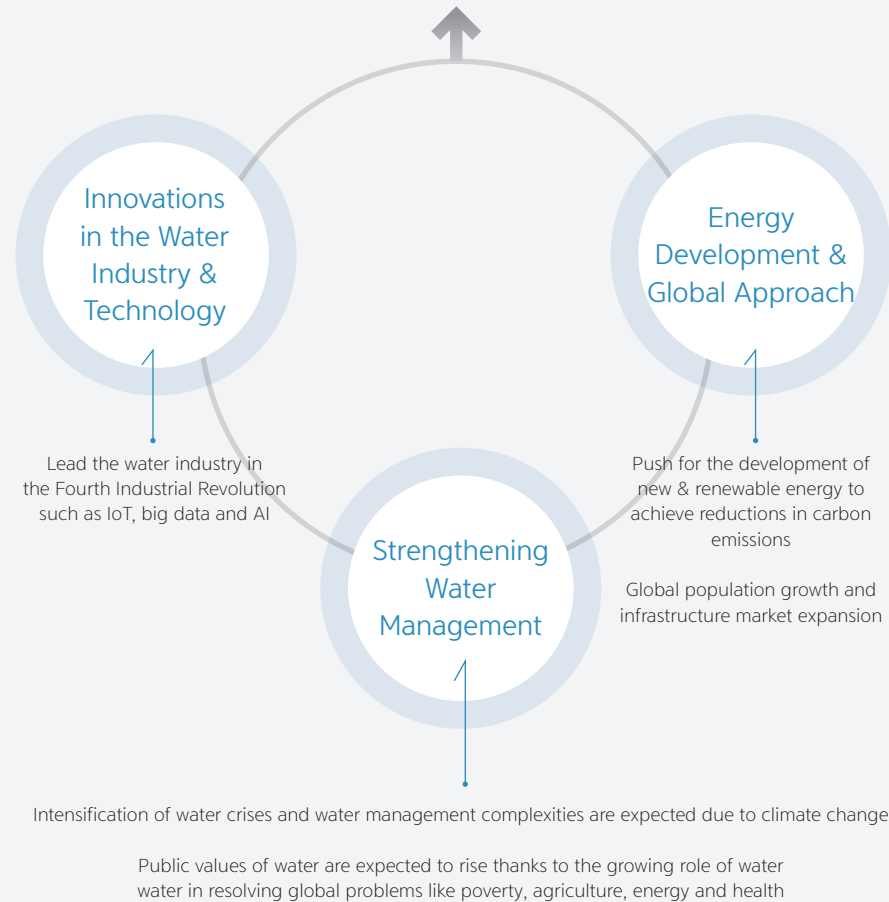 Innovations
in the Water
Industry &
Technology
Energy
Development &
Global Approach
Lead the water industry in
the Fourth Industrial Revolution
such as IoT, big data and AI
Push for the development of
new & renewable energy to
achieve reductions in carbon
emissions
Global population growth and
infrastructure market expansion
Strengthening
Water
Management
Intensification of water crises and water management complexities are expected due to climate change
Public values of water are expected to rise thanks to the growing role of water
water in resolving global problems like poverty, agriculture, energy and health